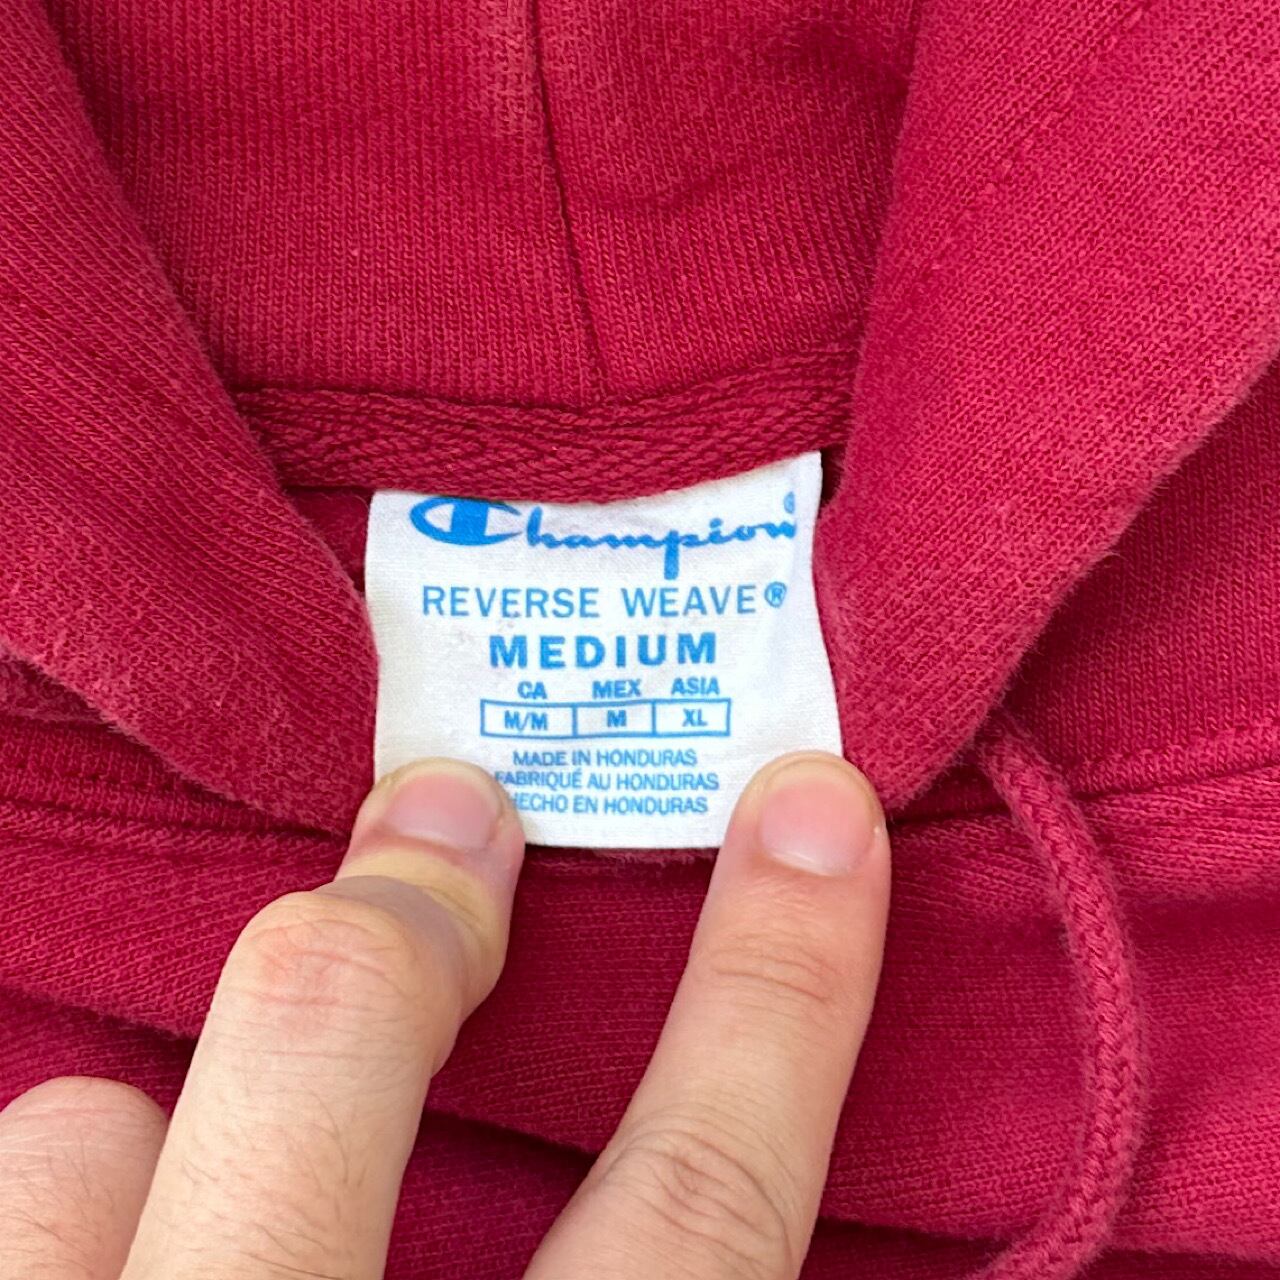 Champion®
REVERSE WEAVE®
MEDIUM
CA MEX ASIA
M/M M XL
MADE IN HONDURAS
FABRIQUÉ AU HONDURAS
HECHO EN HONDURAS